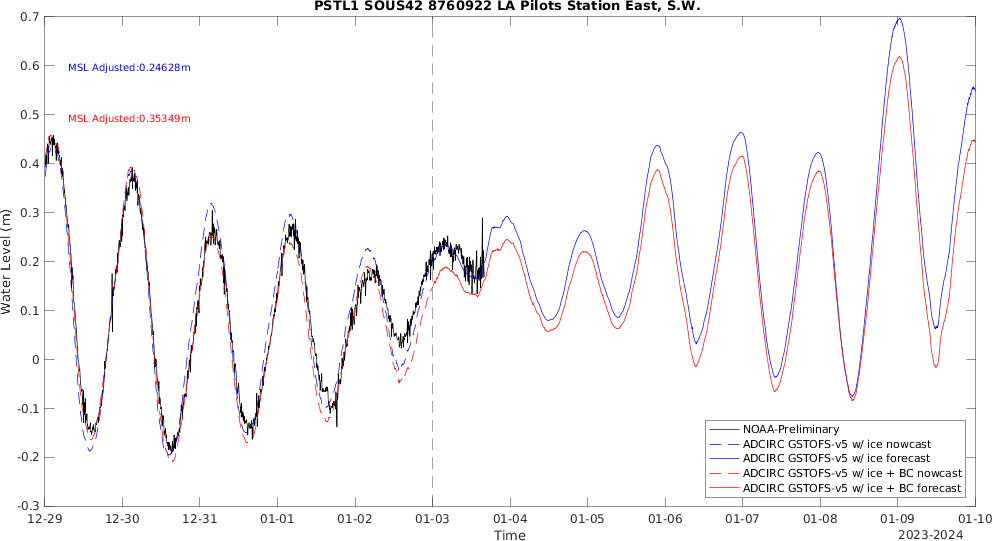 PSTL1 SOUS42 8760922 LA Pilots Station East, S.W.
0.7
0.6
0.5
0.4
0.3
0.2
0.1
0
-0.1
-0.2
-0.3
Water Level (m)
MSL Adjusted:0.24628m
MSL Adjusted:0.35349m
NOAA-Preliminary
ADCIRC GSTOFS-v5 w/ ice nowcast
ADCIRC GSTOFS-v5 w/ ice forecast
ADCIRC GSTOFS-v5 w/ ice + BC nowcast
ADCIRC GSTOFS-v5 w/ ice + BC forecast
12-29 12-30 12-31 01-01 01-02 01-03 01-04 01-05 01-06 01-07 01-08 01-09 01-10
Time
2023-2024